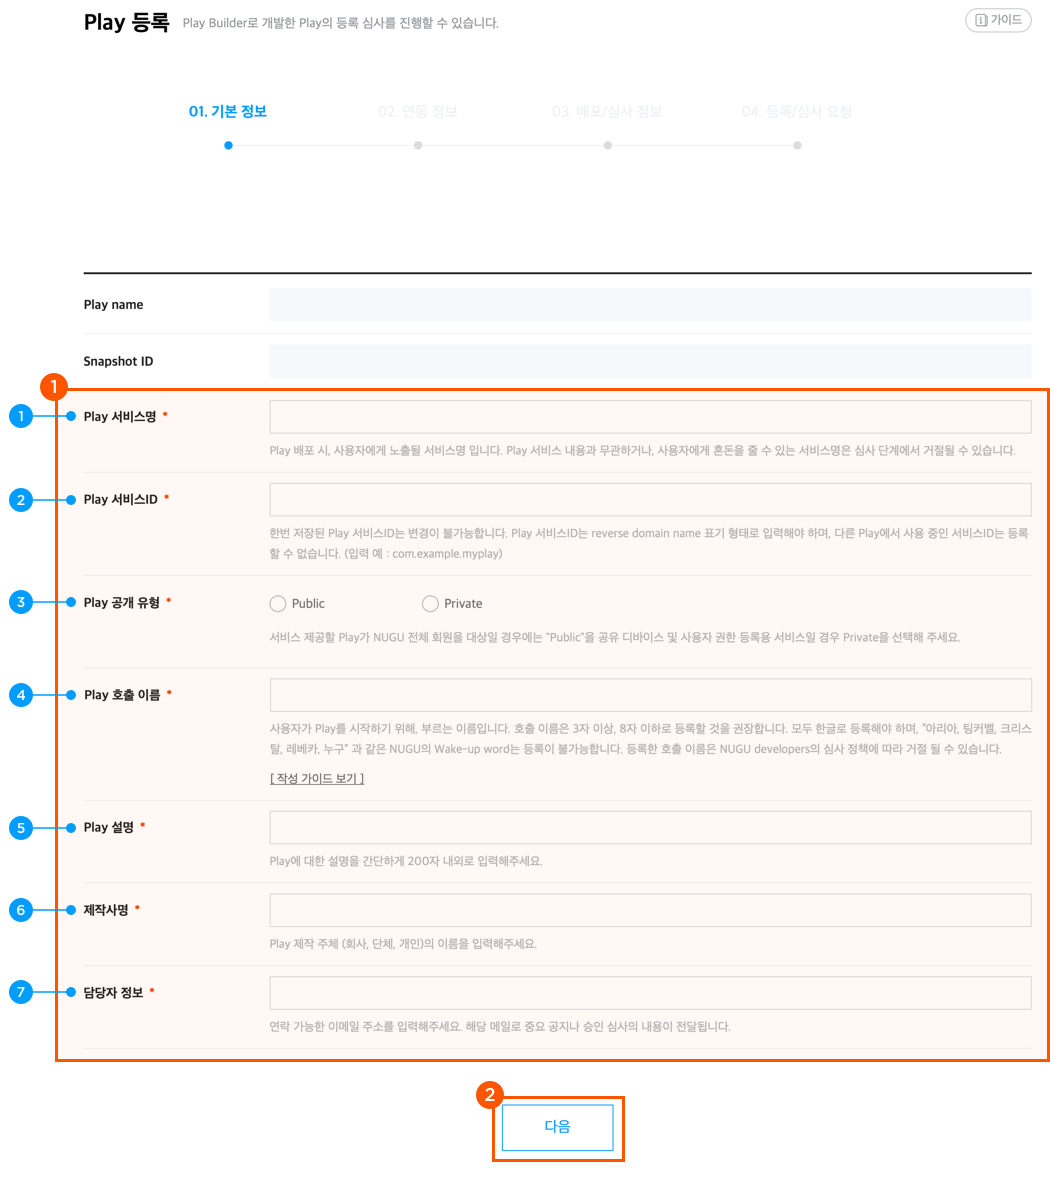 Play 등록 Play Builder로 개발한 Play의 등록 심사를 진행할 수 있습니다. 가이드
01. 기본 정보 02. 연동 정보 03. 배포/심사 정보 04. 등록/심사 요청
Play name
Snapshot ID
1
1 Play 서비스명 *
Play 배포 시, 사용자에게 노출될 서비스명 입니다. Play 서비스 내용과 무관하거나, 사용자에게 혼돈을 줄 수 있는 서비스명은 심사 단계에서 거절될 수 있습니다.
2 Play 서비스ID *
한번 저장된 Play 서비스ID는 변경이 불가능합니다. Play 서비스ID는 reverse domain name 표기 형태로 입력해야 하며, 다른 Play에서 사용 중인 서비스ID는 등록
할 수 없습니다. (입력 예 : com.example.myplay)
3 Play 공개 유형 * Public Private
서비스 제공할 Play가 NUGU 전체 회원을 대상일 경우에는 "Public"을 공유 디바이스 및 사용자 권한 등록용 서비스일 경우 Private을 선택해 주세요.
4 Play 호출 이름 *
사용자가 Play를 시작하기 위해, 부르는 이름입니다. 호출 이름은 3자 이상, 8자 이하로 등록할 것을 권장합니다. 모두 한글로 등록해야 하며, "아리아, 팅커벨, 크리스
탈, 레베카, 누구" 과 같은 NUGU의 Wake-up word는 등록이 불가능합니다. 등록한 호출 이름은 NUGU developers의 심사 정책에 따라 거절 될 수 있습니다.
[ 작성 가이드 보기 ]
5 Play 설명 *
Play에 대한 설명을 간단하게 200자 내외로 입력해주세요.
6 제작사명 *
Play 제작 주체 (회사, 단체, 개인)의 이름을 입력해주세요.
7 담당자 정보 *
연락 가능한 이메일 주소를 입력해주세요. 해당 메일로 중요 공지나 승인 심사의 내용이 전달됩니다.
2
다음